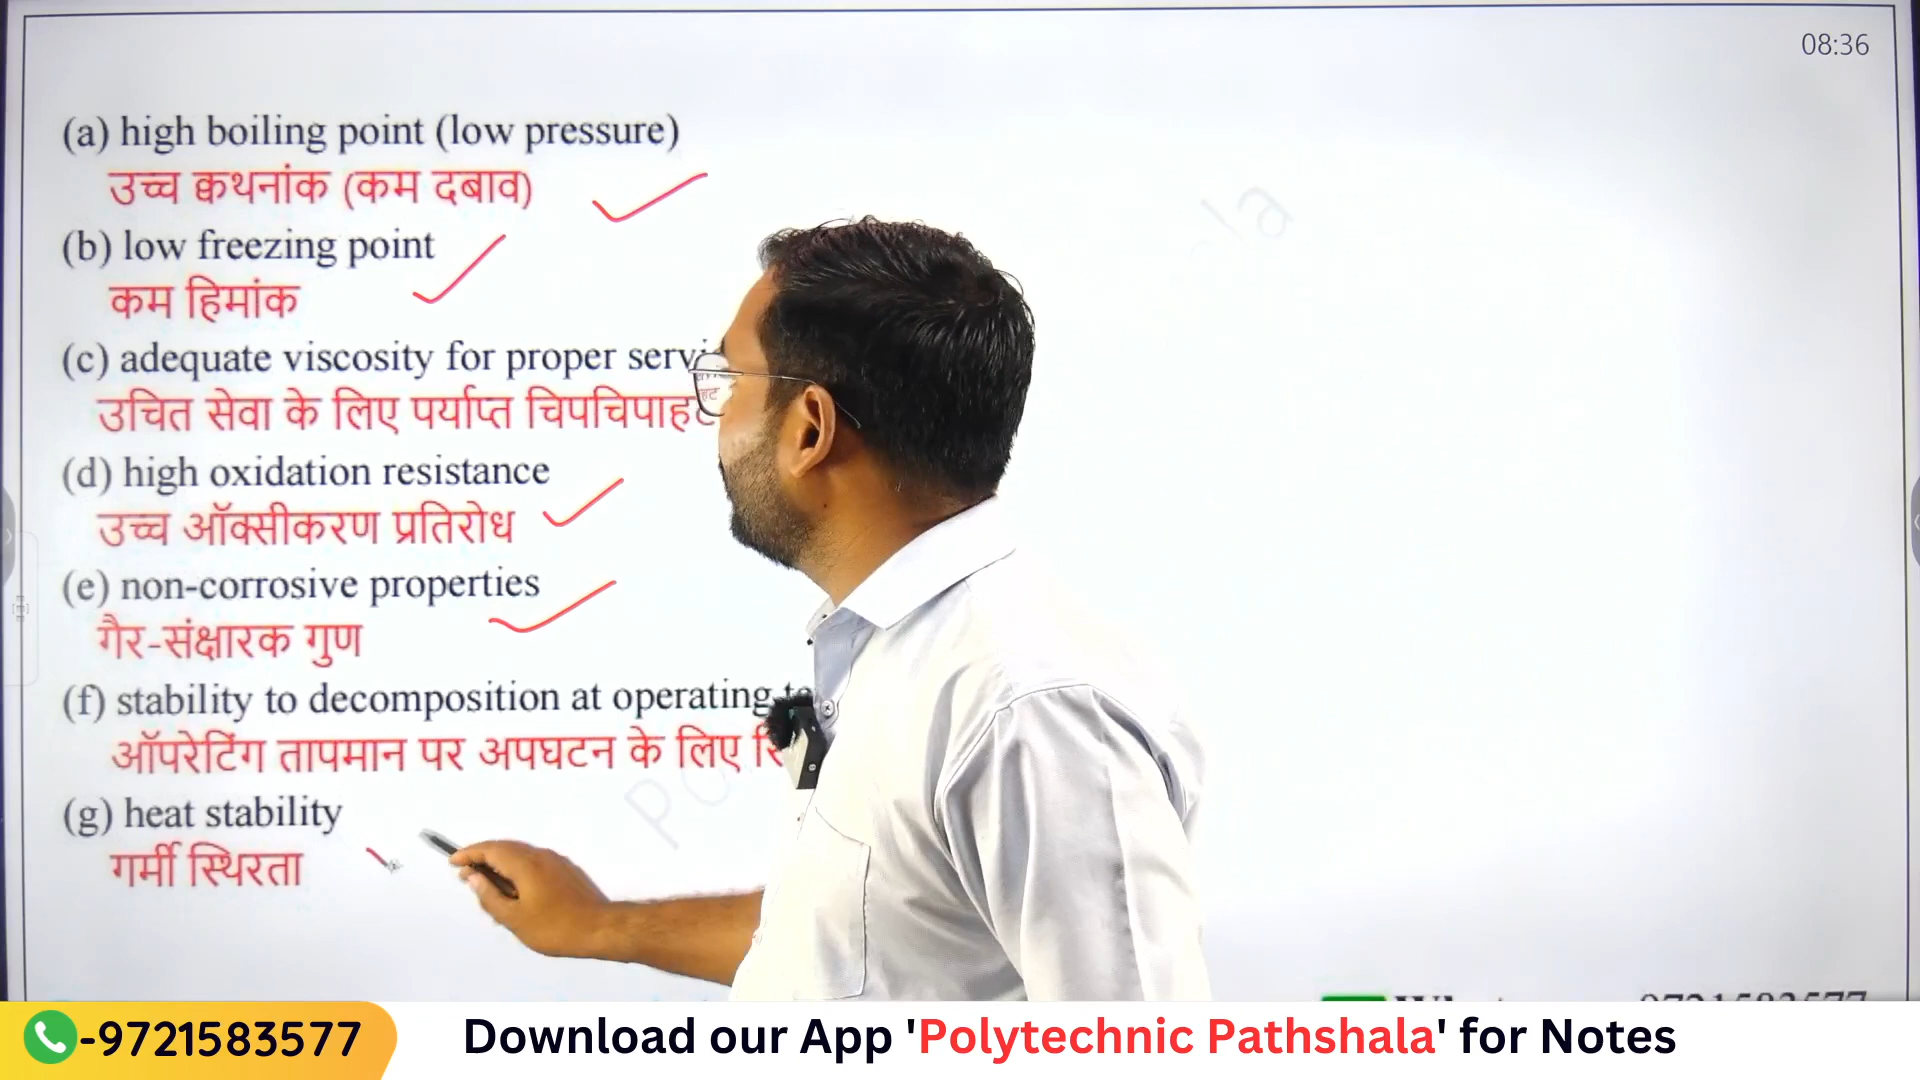 08:36
(a) high boiling point (low pressure)
उच्च क्वथनांक (कम दबाव)
(b) low freezing point
कम हिमांक
(c) adequate viscosity for proper
उचित सेवा के लिए पर्याप्त चिपचिपाहट
(d) high oxidation resistance
उच्च ऑक्सीकरण प्रतिरोध
(e) non-corrosive properties
गैर-संक्षारक गुण
(f) stability to decomposition at operating
ऑपरेटिंग तापमान पर अपघटन के लिए
(g) heat stability
गर्मी स्थिरता
-9721583577
Download our App 'Polytechnic Pathshala' for Notes